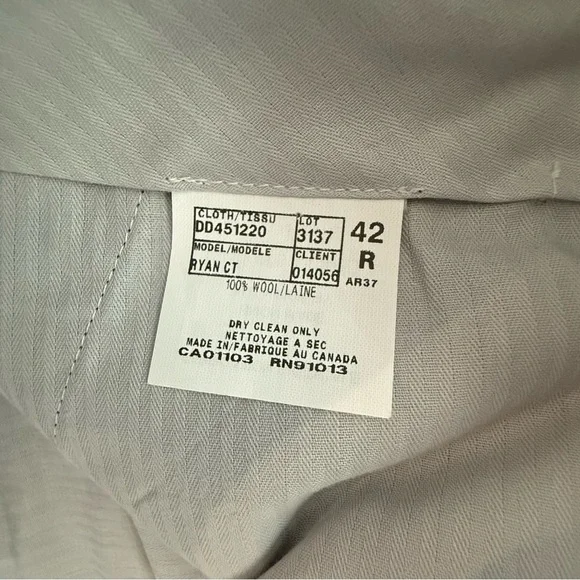 CLOTH/TISSU LOT 42
DD451220 3137 R
MODEL/MODELE CLIENT AR37
RYAN CT 014056
100% WOOL/LAINE
DRY CLEAN ONLY
NETTOYAGE A SEC
MADE IN/FABRIQUE AU CANADA
CA01103 RN91013